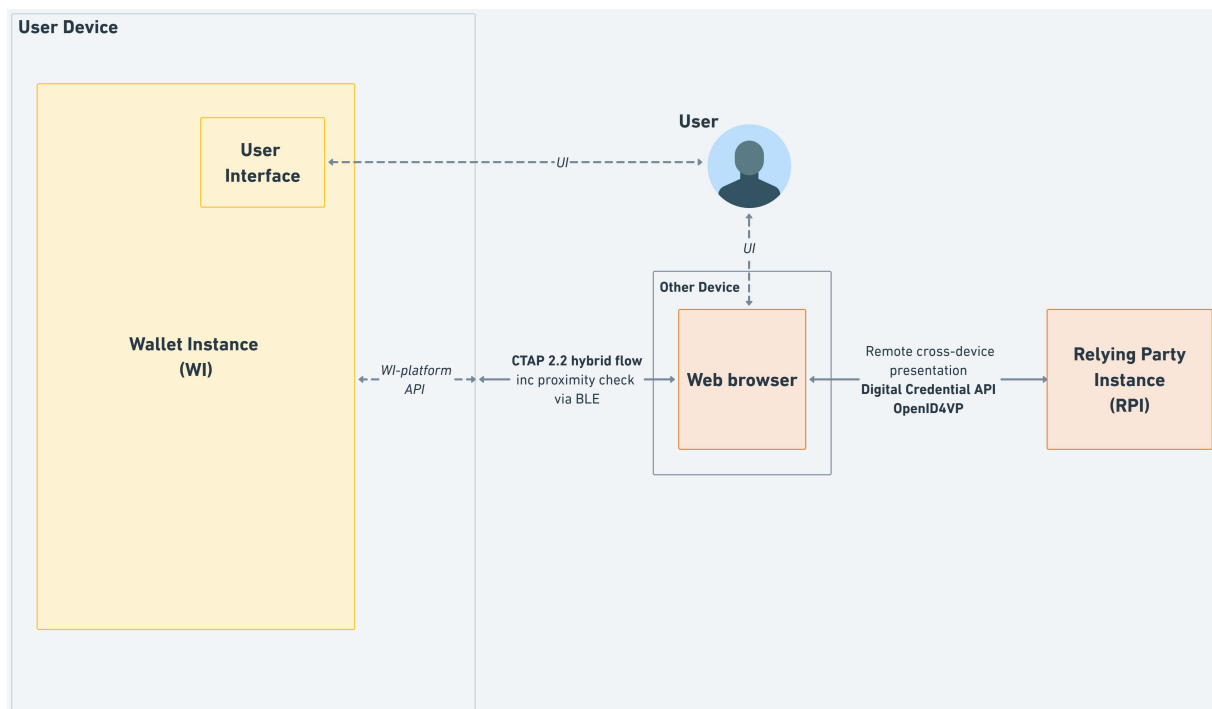 User Device
User
User
Interface
UI
UI
Other Device
Wallet Instance
(WI)
WI-platform
API
CTAP 2.2 hybrid flow
inc proximity check
via BLE
Web browser
Remote cross-device
presentation
Digital Credential API
OpenID4VP
Relying Party
Instance
(RPI)